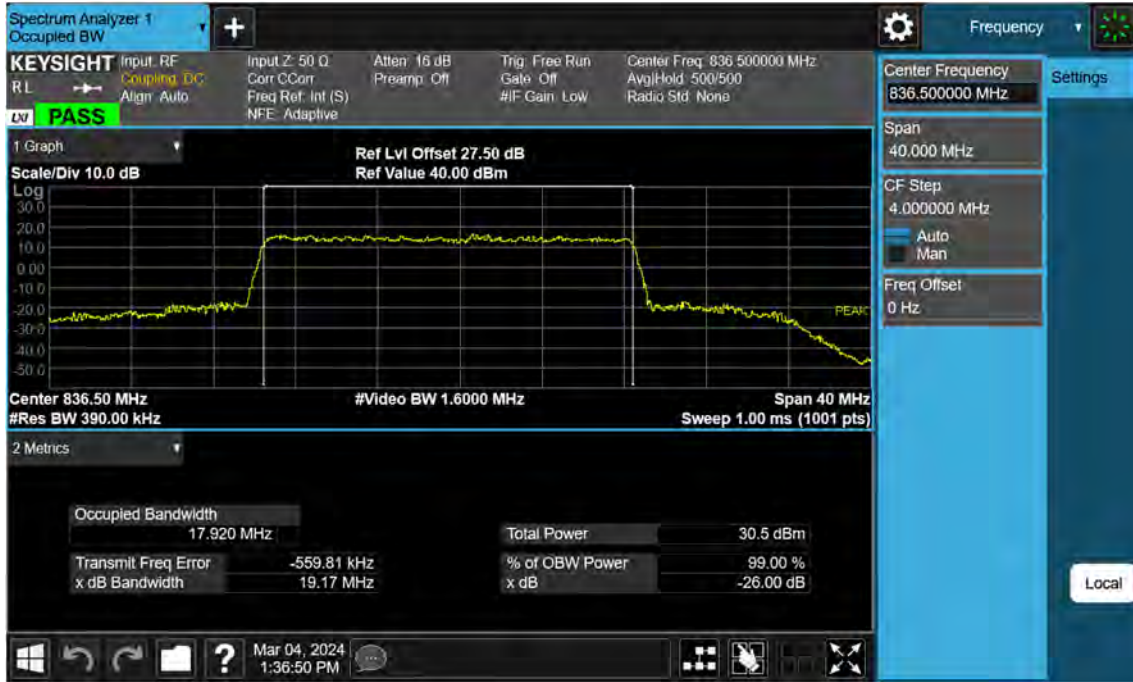 Spectrum Analyzer 1
Occupied BW
Frequency
KEYSIGHT
RL
LXI
PASS
Input: RF
Coupling: DC
Align: Auto
Input Z: 50 Ω
Corr CCorr
Freq Ref: Int (S)
NFE: Adaptive
Atten: 16 dB
Preamp: Off
Trig: Free Run
Gate: Off
#IF Gain: Low
Center Freq: 836.500000 MHz
Avg|Hold: 500/500
Radio Std: None
1 Graph
Scale/Div 10.0 dB
Ref Lvl Offset 27.50 dB
Ref Value 40.00 dBm
Log
30.0
20.0
10.0
0.00
-10.0
-20.0
-30.0
-40.0
-50.0
PEAK
Center 836.50 MHz
#Video BW 1.6000 MHz
Span 40 MHz
#Res BW 390.00 kHz
Sweep 1.00 ms (1001 pts)
2 Metrics
Occupied Bandwidth
17.920 MHz
Total Power 30.5 dBm
Transmit Freq Error -559.81 kHz
% of OBW Power 99.00 %
x dB Bandwidth 19.17 MHz
x dB -26.00 dB
Center Frequency
836.500000 MHz
Settings
Span
40.000 MHz
CF Step
4.000000 MHz
Auto
Man
Freq Offset
0 Hz
Local
?
Mar 04, 2024
1:36:50 PM